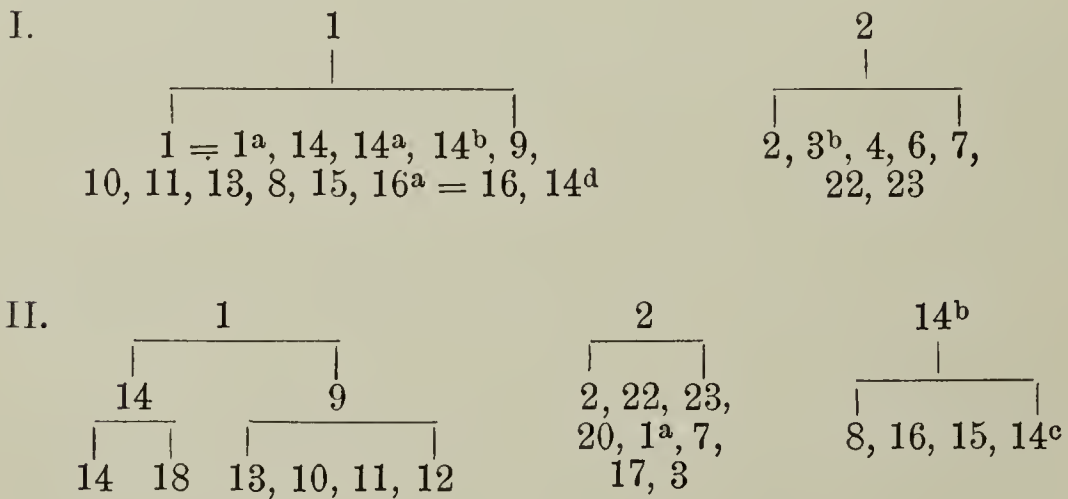 I. 1 2
1 = 1ᵃ, 14, 14ᵃ, 14ᵇ, 9, 2, 3ᵇ, 4, 6, 7,
10, 11, 13, 8, 15, 16ᵃ = 16, 14ᵈ 22, 23
II. 1 2 14ᵇ
14 9 2, 22, 23,
20, 1ᵃ, 7, 8, 16, 15, 14ᶜ
14 18 13, 10, 11, 12 17, 3